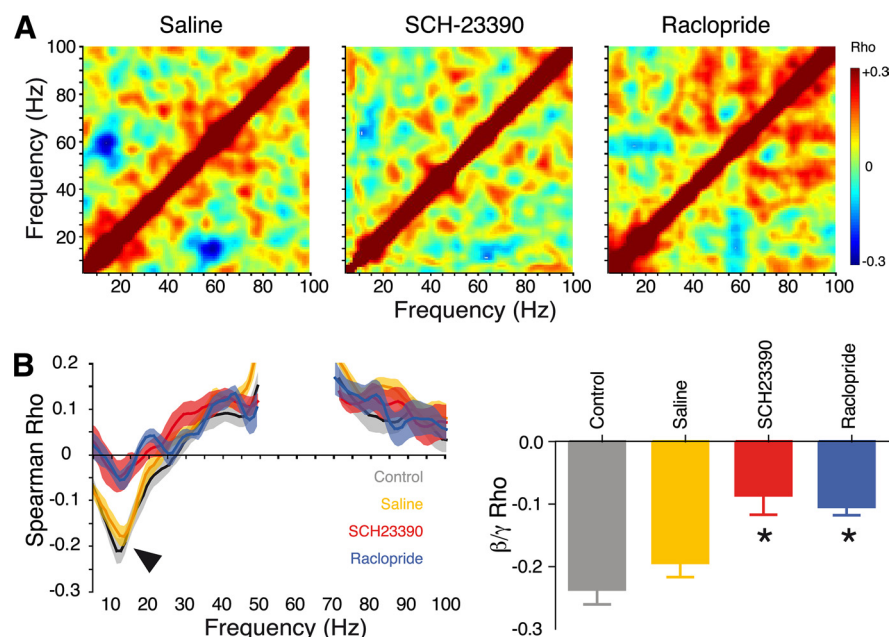 A
Saline
SCH-23390
Raclopride
Rho
+0.3
0
-0.3
Frequency (Hz)
100
80
60
40
20
20 40 60 80 100
20 40 60 80 100
20 40 60 80 100
Frequency (Hz)
B
Spearman Rho
0.2
0.1
0
-0.1
-0.2
-0.3
Control
Saline
SCH23390
Raclopride
10 20 30 40 50 60 70 80 90 100
Frequency (Hz)
Control
Saline
SCH23390
Raclopride
β/γ Rho
0.0
-0.1
-0.2
-0.3
* *